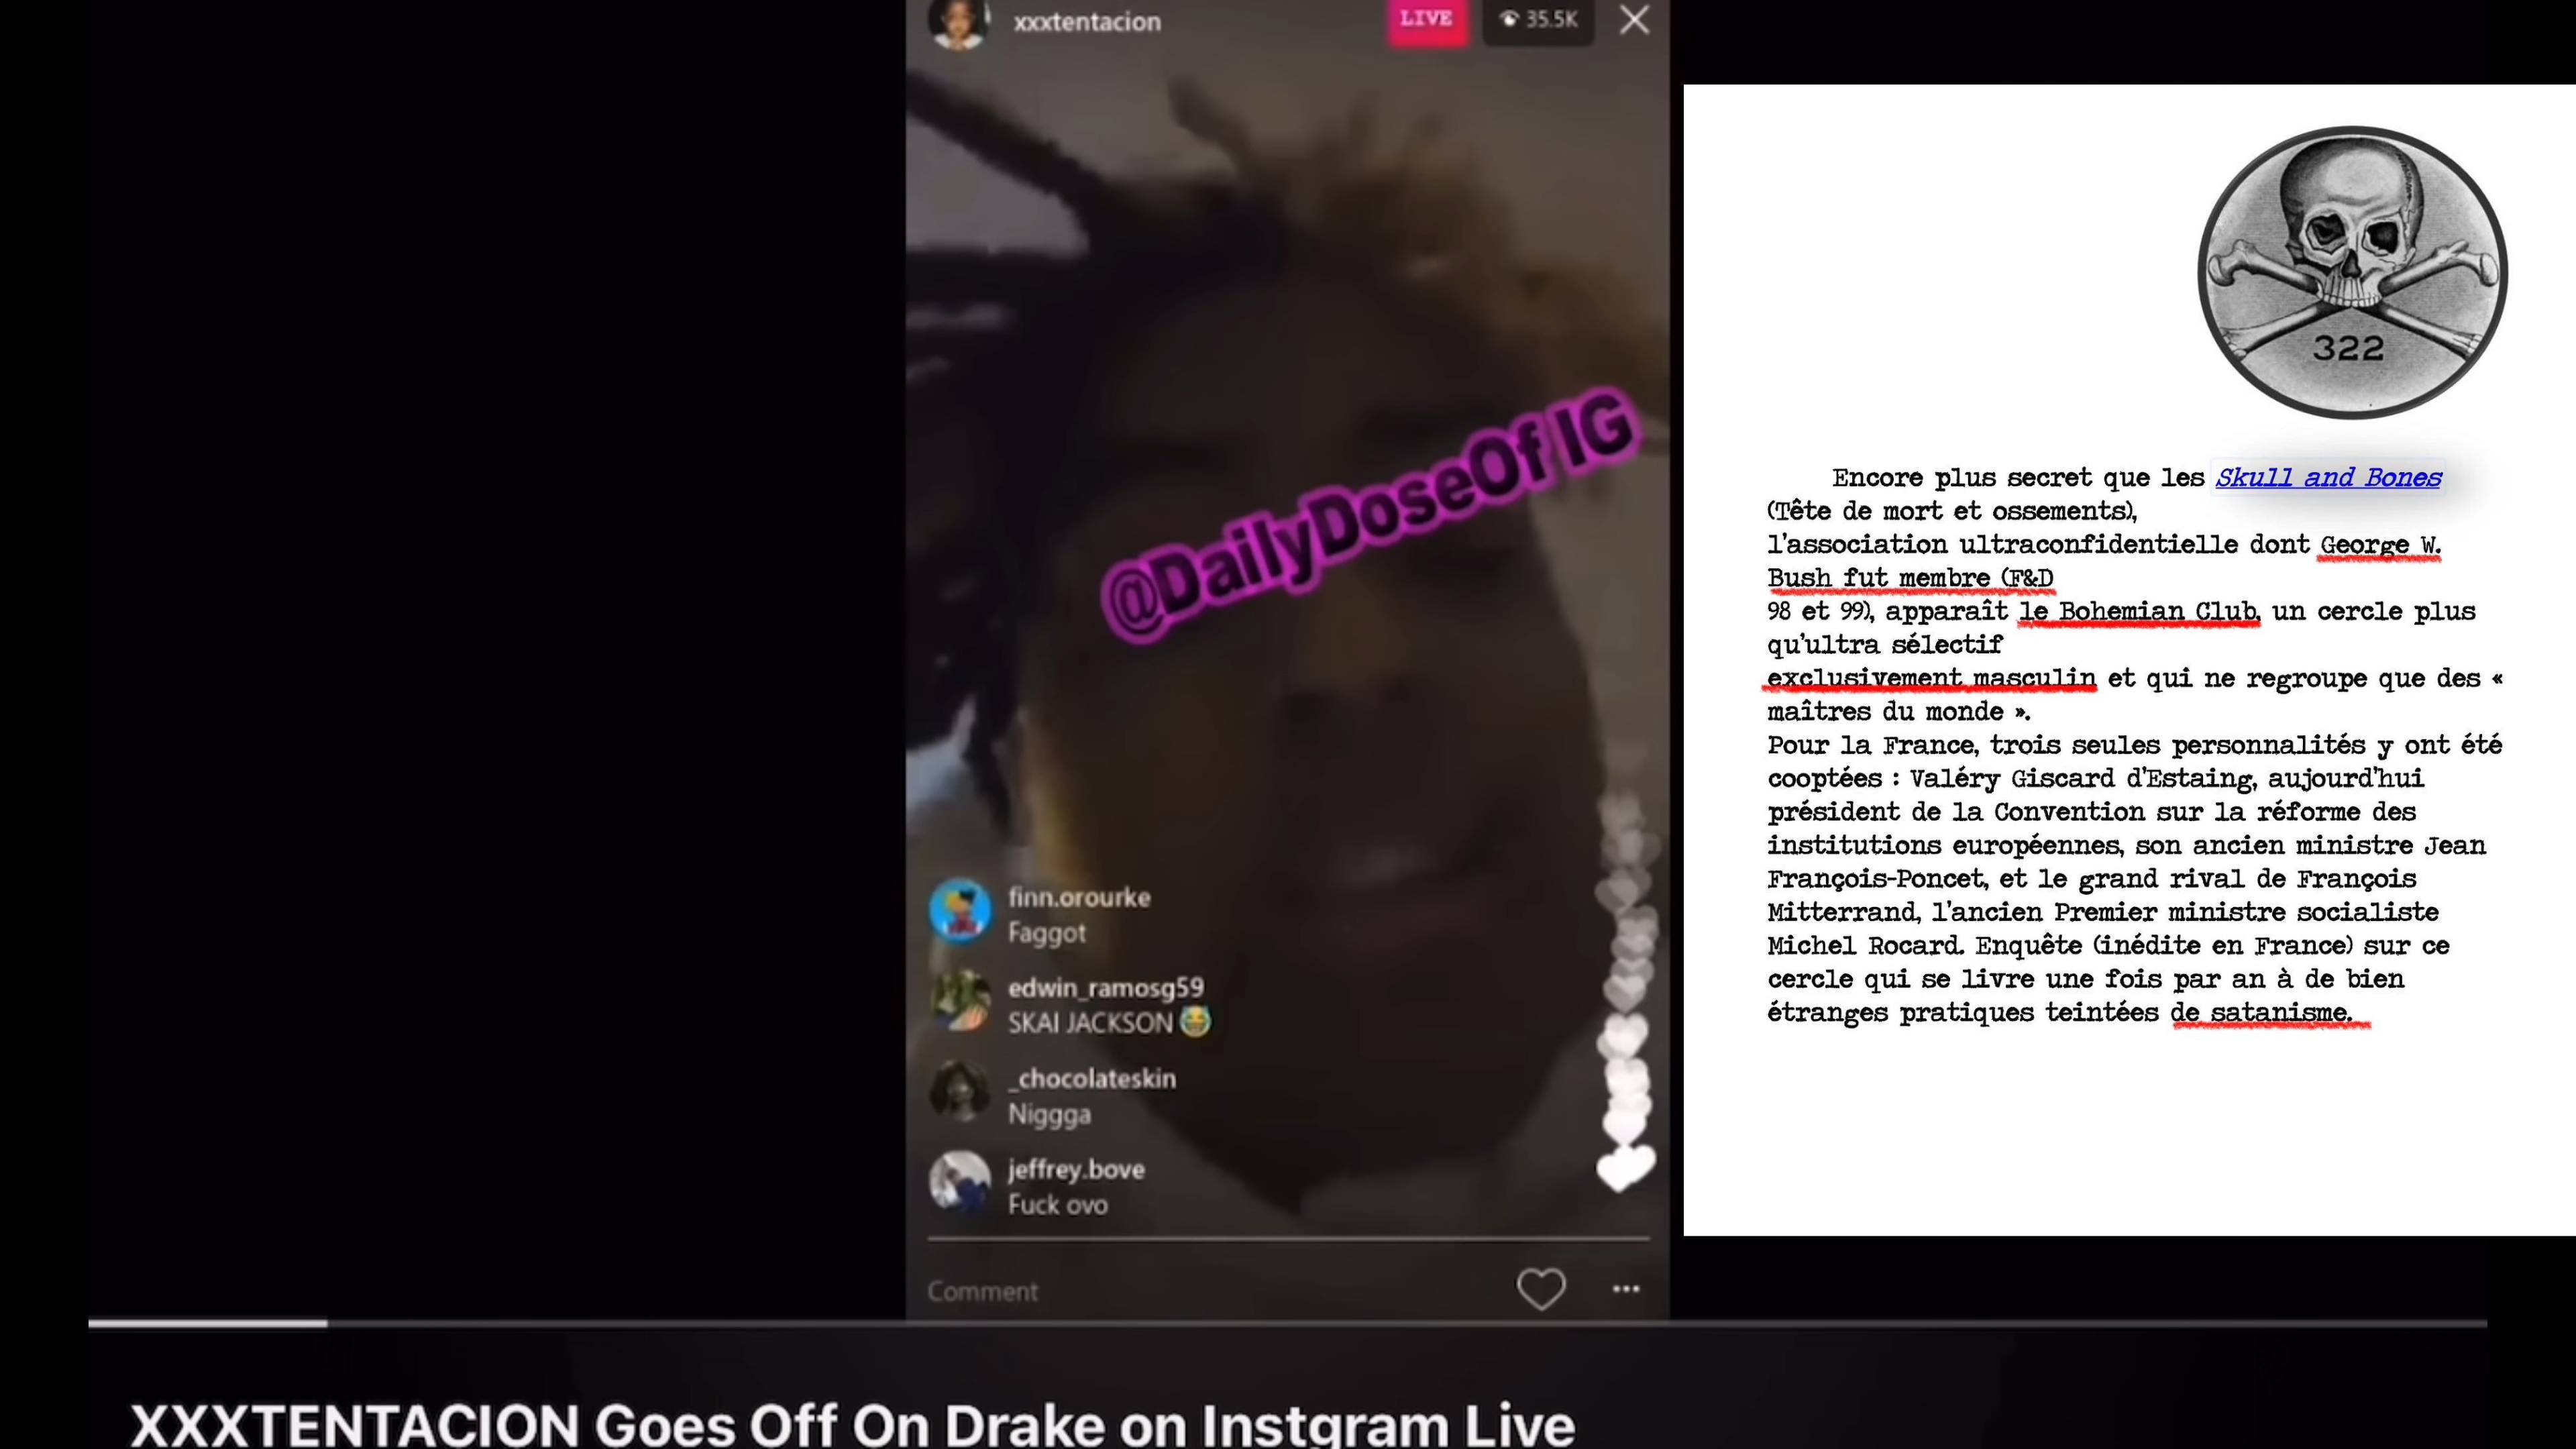 xxxtentacion
LIVE
35.5K
@DailyDoseOf IG
finn.orourke
Faggot
edwin_ramosg59
SKAI JACKSON
_chocolateskin
Niggga
jeffrey.bove
Fuck ovo
Comment
322
Encore plus secret que les Skull and Bones
(Tête de mort et ossements),
l'association ultraconfidentielle dont George W.
Bush fut membre (F&D
98 et 99), apparaît le Bohemian Club, un cercle plus
qu'ultra sélectif
exclusivement masculin et qui ne regroupe que des «
maîtres du monde ».
Pour la France, trois seules personnalités y ont été
cooptées : Valéry Giscard d'Estaing, aujourd'hui
président de la Convention sur la réforme des
institutions européennes, son ancien ministre Jean
François-Poncet, et le grand rival de François
Mitterrand, l'ancien Premier ministre socialiste
Michel Rocard. Enquête (inédite en France) sur ce
cercle qui se livre une fois par an à de bien
étranges pratiques teintées de satanisme.
XXXTENTACION Goes Off On Drake on Instgram Live